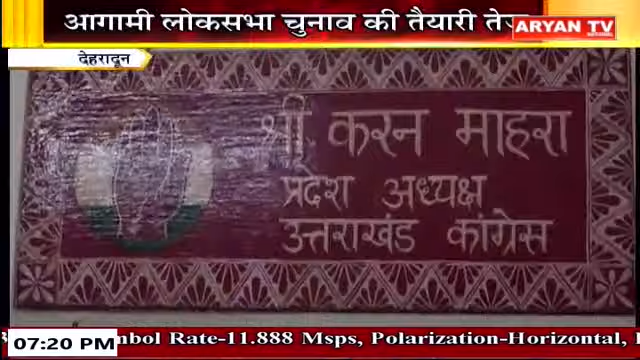 आगामी लोकसभा चुनाव की तैयारी
ARYAN TV
देहरादून
श्री करन माहरा
प्रदेश अध्यक्ष
उत्तराखंड कांग्रेस
Rate-11.888 Msps, Polarization-Horizontal,
07:20 PM